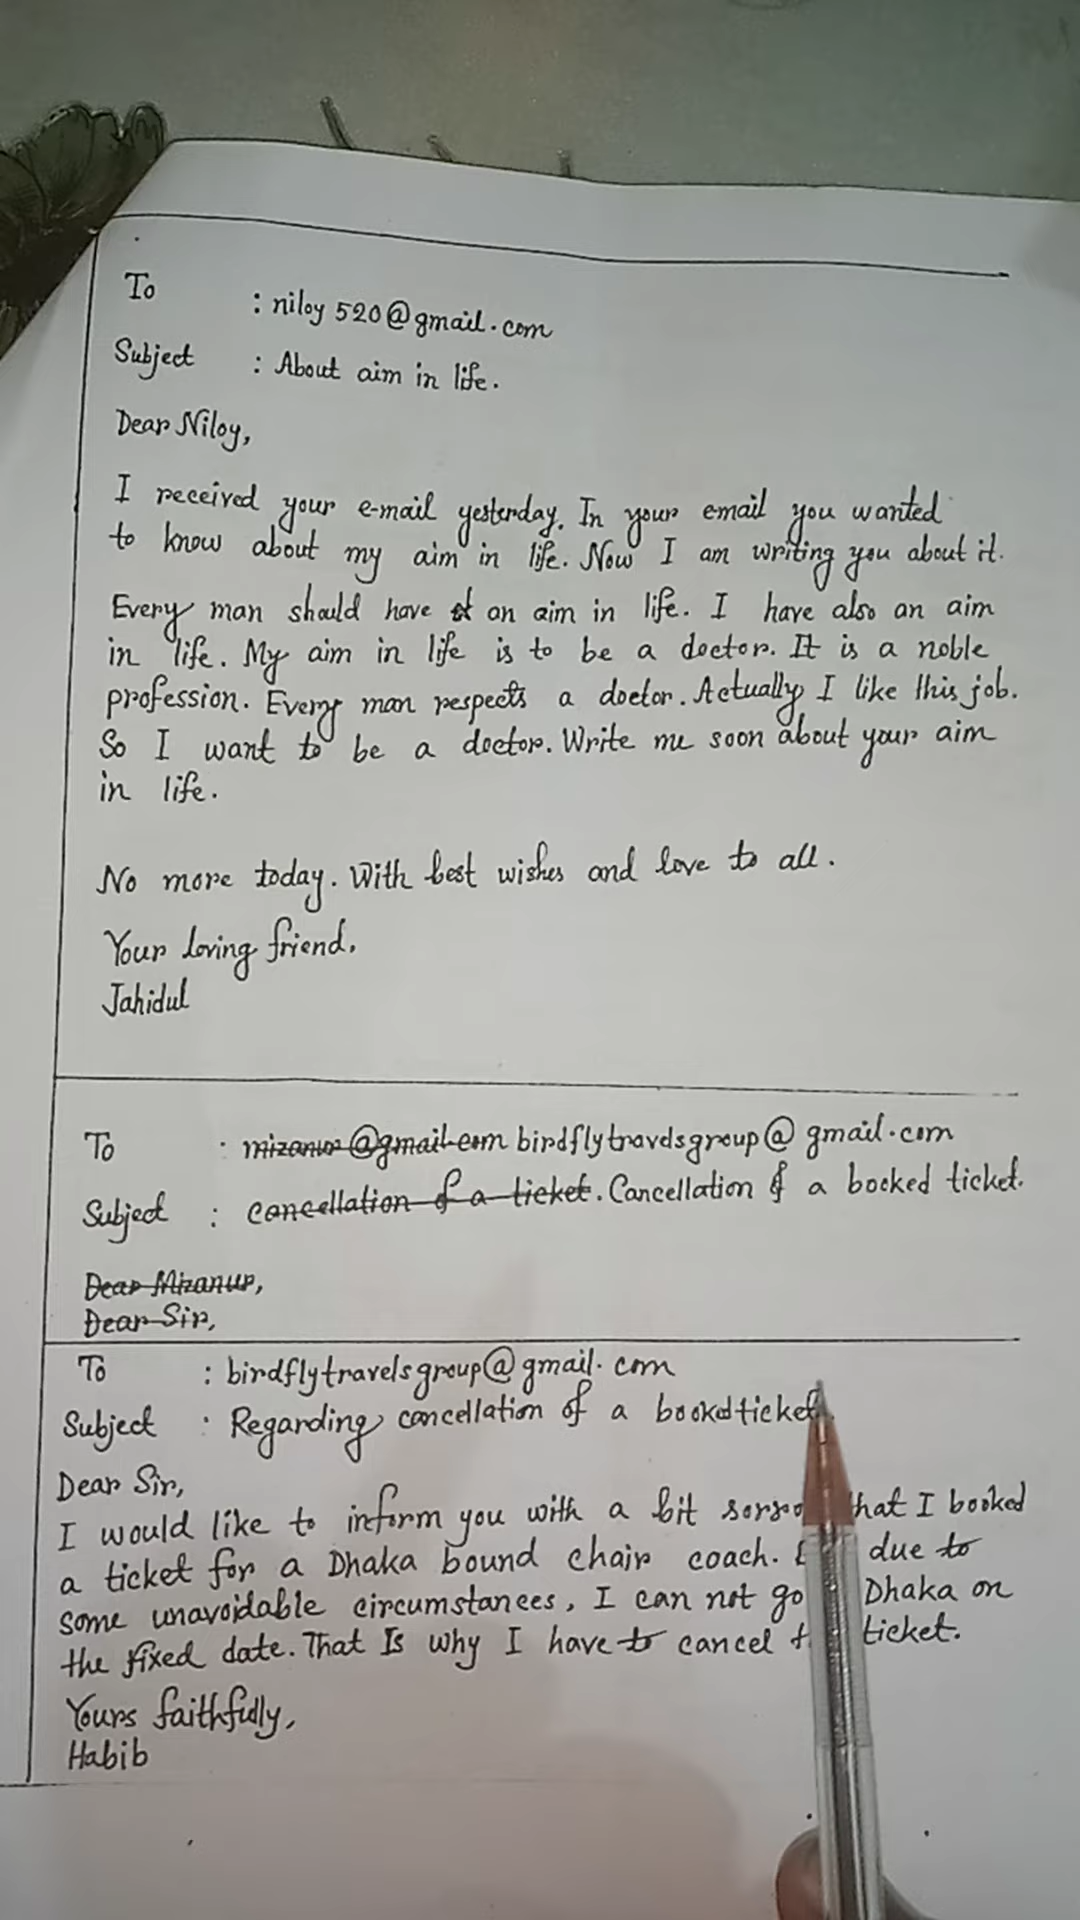 To : niloy 520@gmail.com
Subject : About aim in life.
Dear Niloy,
I received your e-mail yesterday. In your email you wanted
to know about my aim in life. Now I am writing you about it.
Every man should have an aim in life. I have also an aim
in life. My aim in life is to be a doctor. It is a noble
profession. Every man respects a doctor. Actually I like this job.
So I want to be a doctor. Write me soon about your aim
in life.
No more today. With best wishes and love to all.
Your loving friend,
Jahidul
To : mizanur@gmail.com birdflytravelsgroup@gmail.com
Subject : cancellation of a ticket. Cancellation of a booked ticket.
Dear Mizanur,
Dear Sir,
To : birdflytravelsgroup@gmail.com
Subject : Regarding cancellation of a booked ticket
Dear Sir,
I would like to inform you with a bit that I booked
a ticket for a Dhaka bound chair coach. due to
some unavoidable circumstances, I can not go Dhaka on
the fixed date. That Is why I have to cancel ticket.
Yours faithfully,
Habib